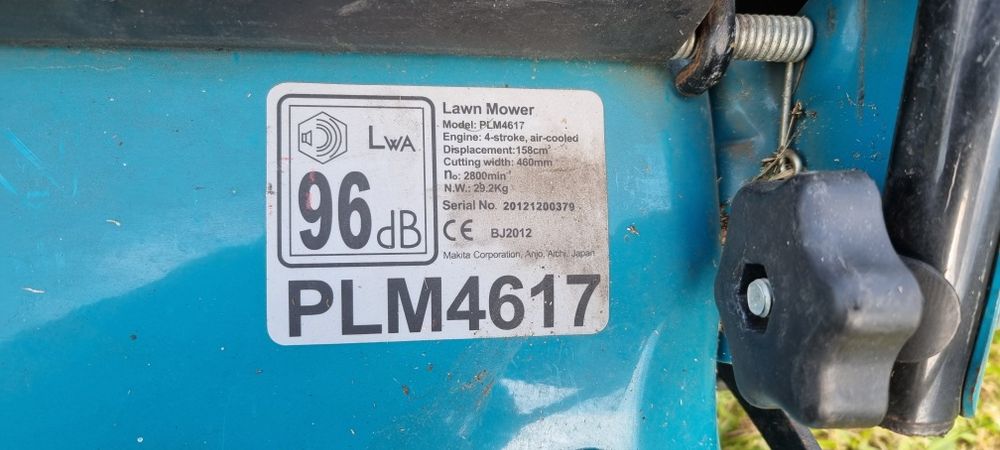 LWA
96 dB
Lawn Mower
Model: PLM4617
Engine: 4-stroke, air-cooled
Displacement:158cm³
Cutting width: 460mm
no: 2800min⁻¹
N.W.: 29.2Kg
Serial No. 20121200379
CE BJ2012
Makita Corporation, Anjo, Aichi, Japan
PLM4617